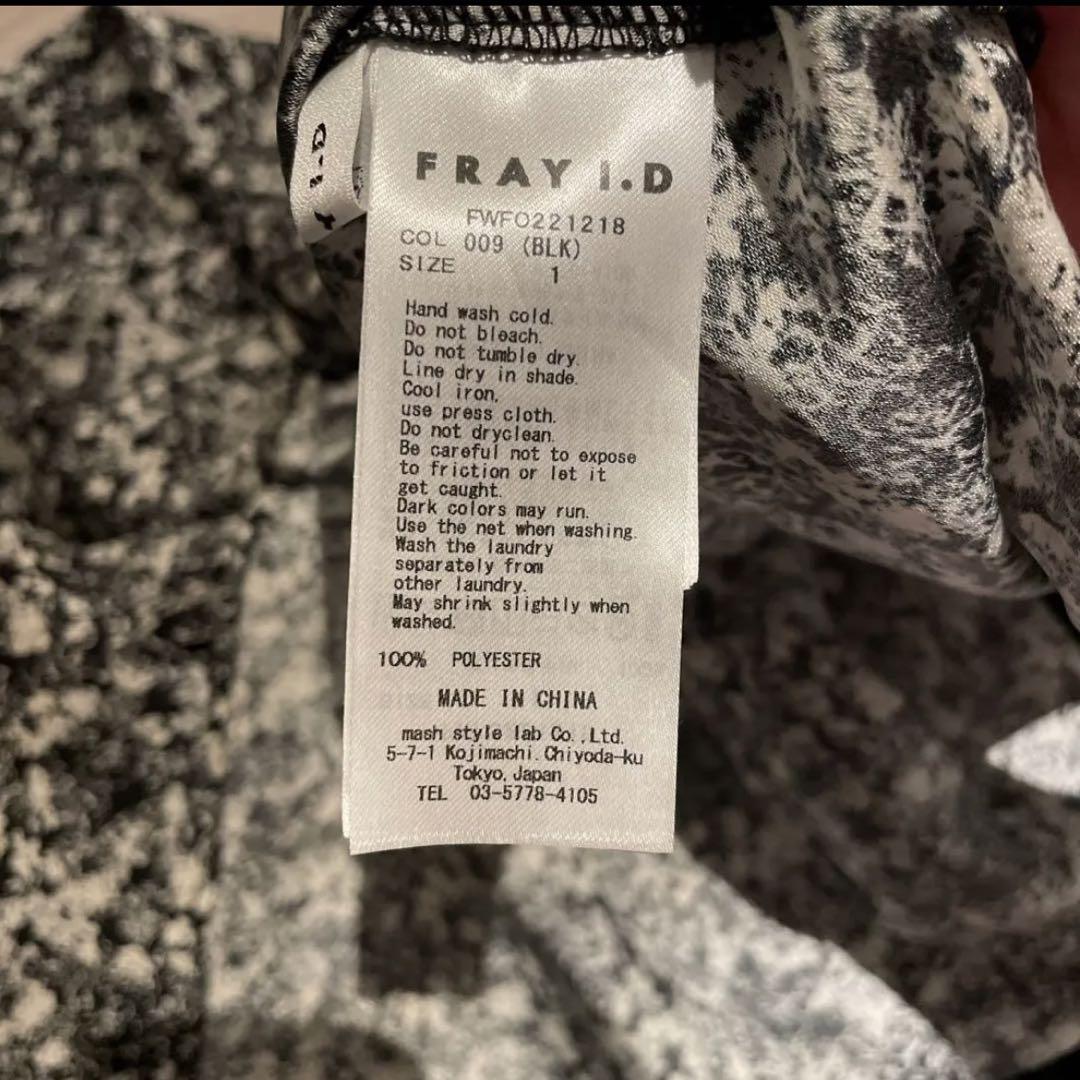 I.D
FRAY I.D
FWFO221218
COL 009 (BLK)
SIZE 1
Hand wash cold.
Do not bleach.
Do not tumble dry.
Line dry in shade.
Cool iron,
use press cloth.
Do not dryclean.
Be careful not to expose
to friction or let it
get caught.
Dark colors may run.
Use the net when washing.
Wash the laundry
separately from
other laundry.
May shrink slightly when
washed.
100% POLYESTER
MADE IN CHINA
mash style lab Co.,Ltd.
5-7-1 Kojimachi.Chiyoda-ku
Tokyo, Japan
TEL 03-5778-4105